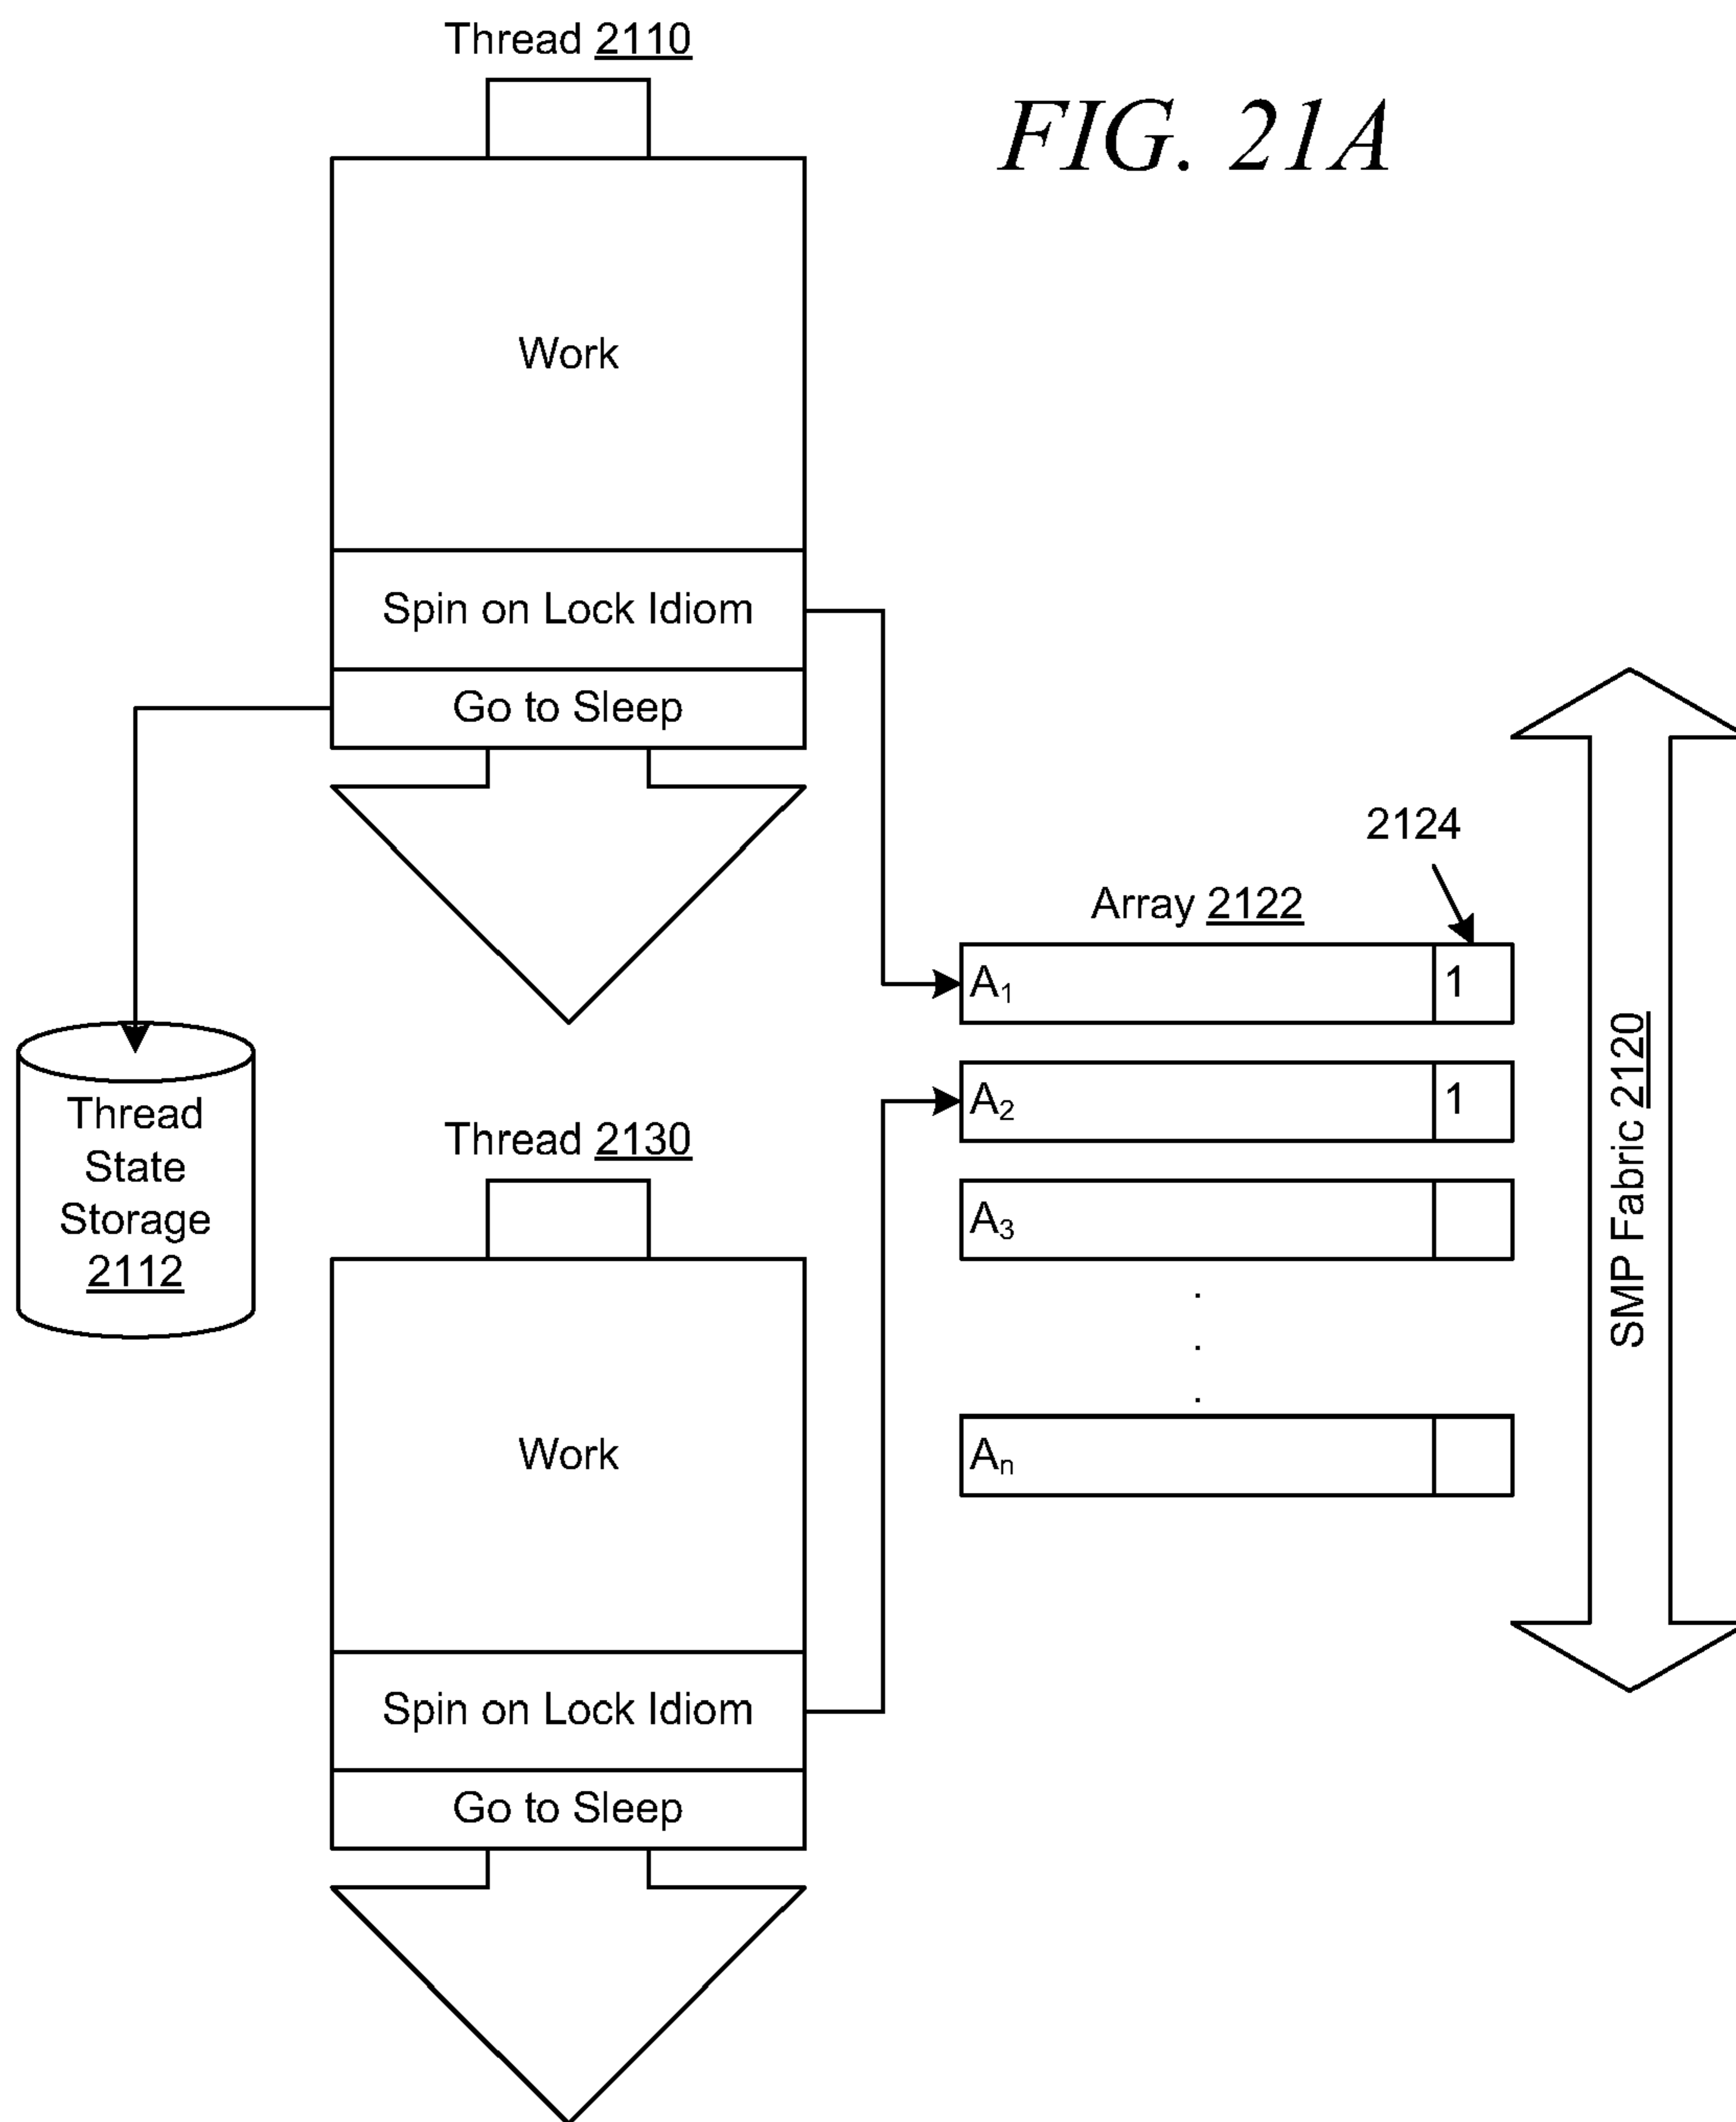 Thread 2110
FIG. 21A
Work
Spin on Lock Idiom
Go to Sleep
2124
Array 2122
A₁ 1
A₂ 1
A₃
.
.
.
Aₙ
SMP Fabric 2120
Thread
State
Storage
2112
Thread 2130
Work
Spin on Lock Idiom
Go to Sleep